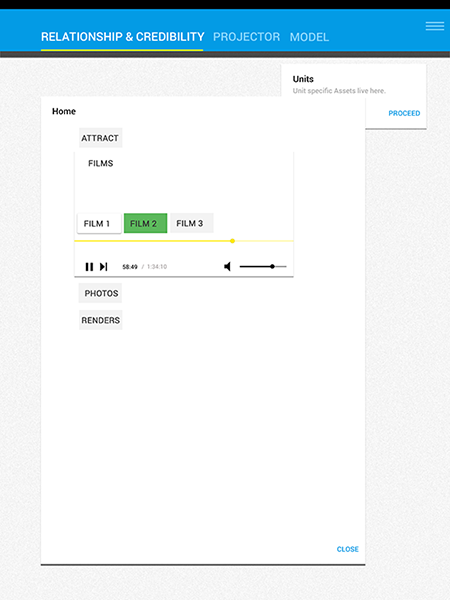 RELATIONSHIP & CREDIBILITY PROJECTOR MODEL
Units
Unit specific Assets live here.
PROCEED
Home
ATTRACT
FILMS
FILM 1 FILM 2 FILM 3
58:49 / 1:34:10
PHOTOS
RENDERS
CLOSE